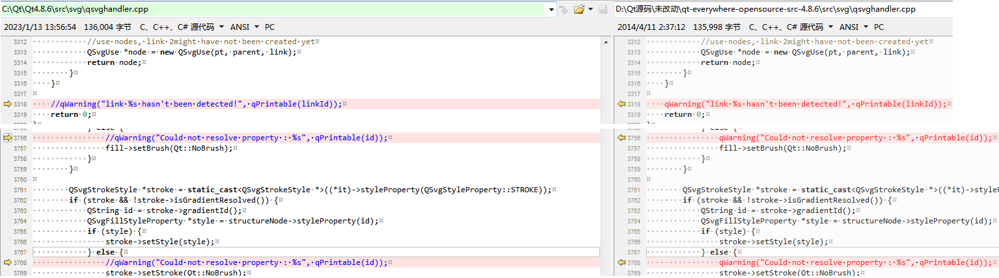 C:\Qt\Qt4.8.6\src\svg\qsvghandler.cpp
2023/1/13 13:56:54 136,004 字节 C、C++、C# 源代码 ANSI PC
3312 //use nodes, link 2might have not been created yet
3313 QSvgUse *node = new QSvgUse(pt, parent, link);
3314 return node;
3315 }
3316 }
3317
3318 //qWarning("link %s hasn't been detected!", qPrintable(linkId));
3319 return 0;
} else {
3756 //qWarning("Could not resolve property : %s", qPrintable(id));
3757 fill->setBrush(Qt::NoBrush);
3758 }
3759 }
3760
3761 QSvgStrokeStyle *stroke = static_cast<QSvgStrokeStyle *>((*it)->styleProperty(QSvgStyleProperty::STROKE));
3762 if (stroke && !stroke->isGradientResolved()) {
3763 QString id = stroke->gradientId();
3764 QSvgFillStyleProperty *style = structureNode->styleProperty(id);
3765 if (style) {
3766 stroke->setStyle(style);
3767 } else {
3768 //qWarning("Could not resolve property : %s", qPrintable(id));
3769 stroke->setStroke(Qt::NoBrush);
D:\Qt源码\未改动\qt-everywhere-opensource-src-4.8.6\src\svg\qsvghandler.cpp
2014/4/11 2:37:12 135,998 字节 C、C++、C# 源代码 ANSI PC
3312 //use nodes, link 2might have not been created yet
3313 QSvgUse *node = new QSvgUse(pt, parent, link);
3314 return node;
3315 }
3316 }
3317
3318 qWarning("link %s hasn't been detected!", qPrintable(linkId));
3319 return 0;
} else {
3756 qWarning("Could not resolve property : %s", qPrintable(id));
3757 fill->setBrush(Qt::NoBrush);
3758 }
3759 }
3760
3761 QSvgStrokeStyle *stroke = static_cast<QSvgStrokeStyle *>((*it)->styleP
3762 if (stroke && !stroke->isGradientResolved()) {
3763 QString id = stroke->gradientId();
3764 QSvgFillStyleProperty *style = structureNode->styleProperty(id);
3765 if (style) {
3766 stroke->setStyle(style);
3767 } else {
3768 qWarning("Could not resolve property : %s", qPrintable(id));
3769 stroke->setStroke(Qt::NoBrush);